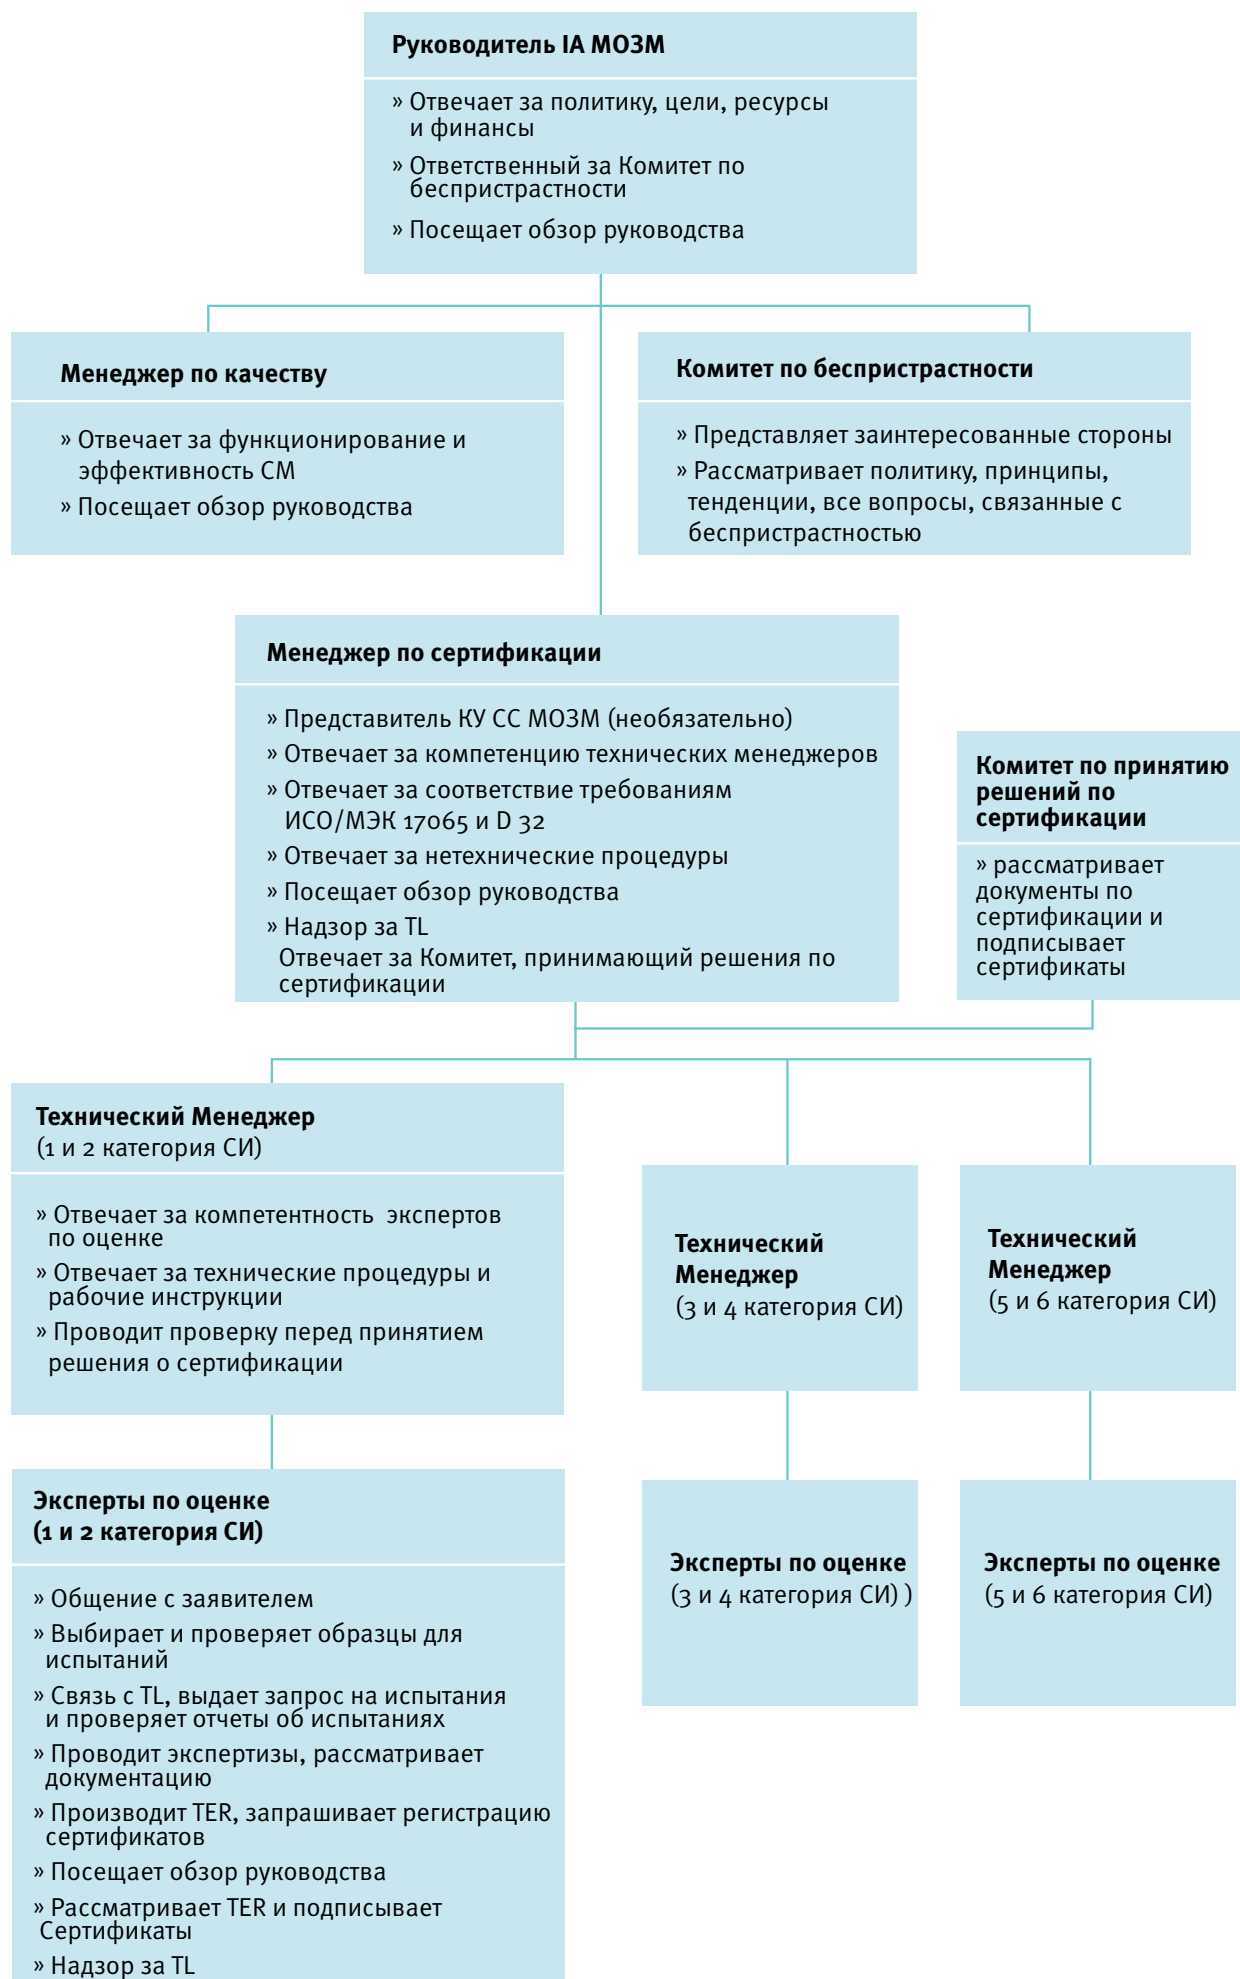 Руководитель IA МОЗМ
» Отвечает за политику, цели, ресурсы
и финансы
» Ответственный за Комитет по
беспристрастности
» Посещает обзор руководства
Менеджер по качеству
» Отвечает за функционирование и
эффективность СМ
» Посещает обзор руководства
Комитет по беспристрастности
» Представляет заинтересованные стороны
» Рассматривает политику, принципы,
тенденции, все вопросы, связанные с
беспристрастностью
Менеджер по сертификации
» Представитель КУ СС МОЗМ (необязательно)
» Отвечает за компетенцию технических менеджеров
» Отвечает за соответствие требованиям
ИСО/МЭК 17065 и D 32
» Отвечает за нетехнические процедуры
» Посещает обзор руководства
» Надзор за TL
Отвечает за Комитет, принимающий решения по
сертификации
Комитет по принятию
решений по
сертификации
» рассматривает
документы по
сертификации и
подписывает
сертификаты
Технический Менеджер
(1 и 2 категория СИ)
» Отвечает за компетентность экспертов
по оценке
» Отвечает за технические процедуры и
рабочие инструкции
» Проводит проверку перед принятием
решения о сертификации
Технический
Менеджер
(3 и 4 категория СИ)
Технический
Менеджер
(5 и 6 категория СИ)
Эксперты по оценке
(1 и 2 категория СИ)
» Общение с заявителем
» Выбирает и проверяет образцы для
испытаний
» Связь с TL, выдает запрос на испытания
и проверяет отчеты об испытаниях
» Проводит экспертизы, рассматривает
документацию
» Производит TER, запрашивает регистрацию
сертификатов
» Посещает обзор руководства
» Рассматривает TER и подписывает
Сертификаты
» Надзор за TL
Эксперты по оценке
(3 и 4 категория СИ) )
Эксперты по оценке
(5 и 6 категория СИ)